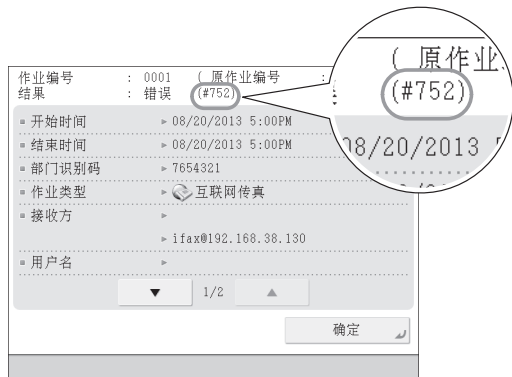 作业编号 : 0001 ( 原作业编号 :
结果 : 错误 (#752)
开始时间 08/20/2013 5:00PM
结束时间 08/20/2013 5:00PM
部门识别码 7654321
作业类型 互联网传真
接收方
ifax@192.168.38.130
用户名
1/2
确定
( 原作业
(#752)
08/20/2013